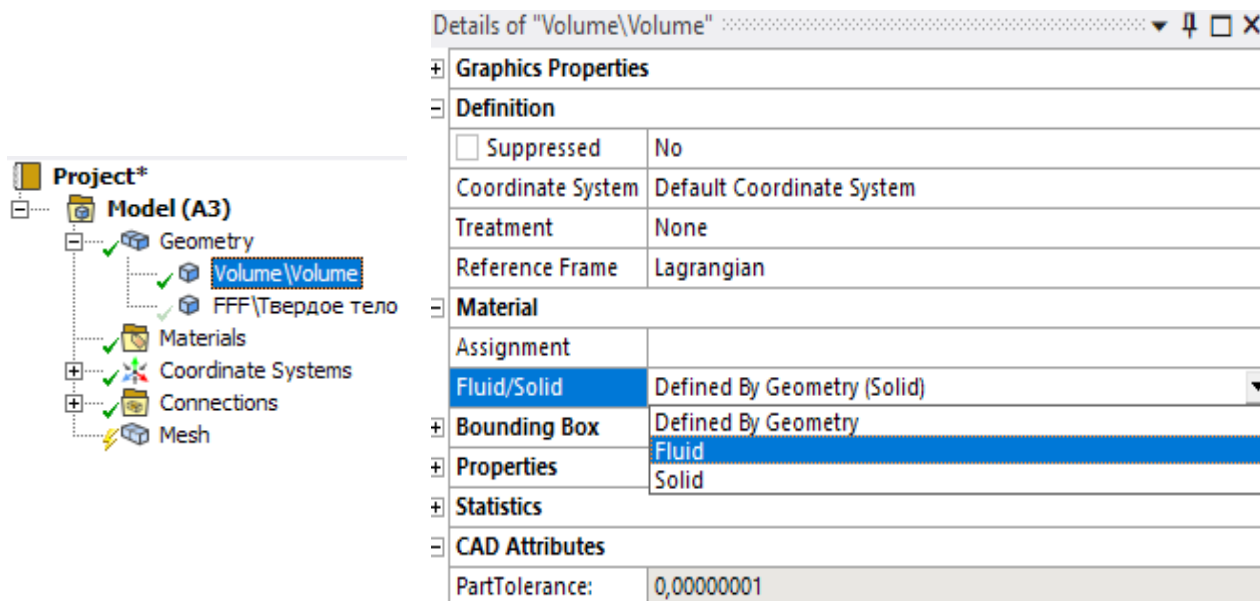 Project*
Model (A3)
Geometry
Volume\Volume
FFF\Твердое тело
Materials
Coordinate Systems
Connections
Mesh
Details of "Volume\Volume"
Graphics Properties
Definition
Suppressed No
Coordinate System Default Coordinate System
Treatment None
Reference Frame Lagrangian
Material
Assignment
Fluid/Solid Defined By Geometry (Solid)
Defined By Geometry
Bounding Box
Fluid
Properties
Solid
Statistics
CAD Attributes
PartTolerance: 0,00000001